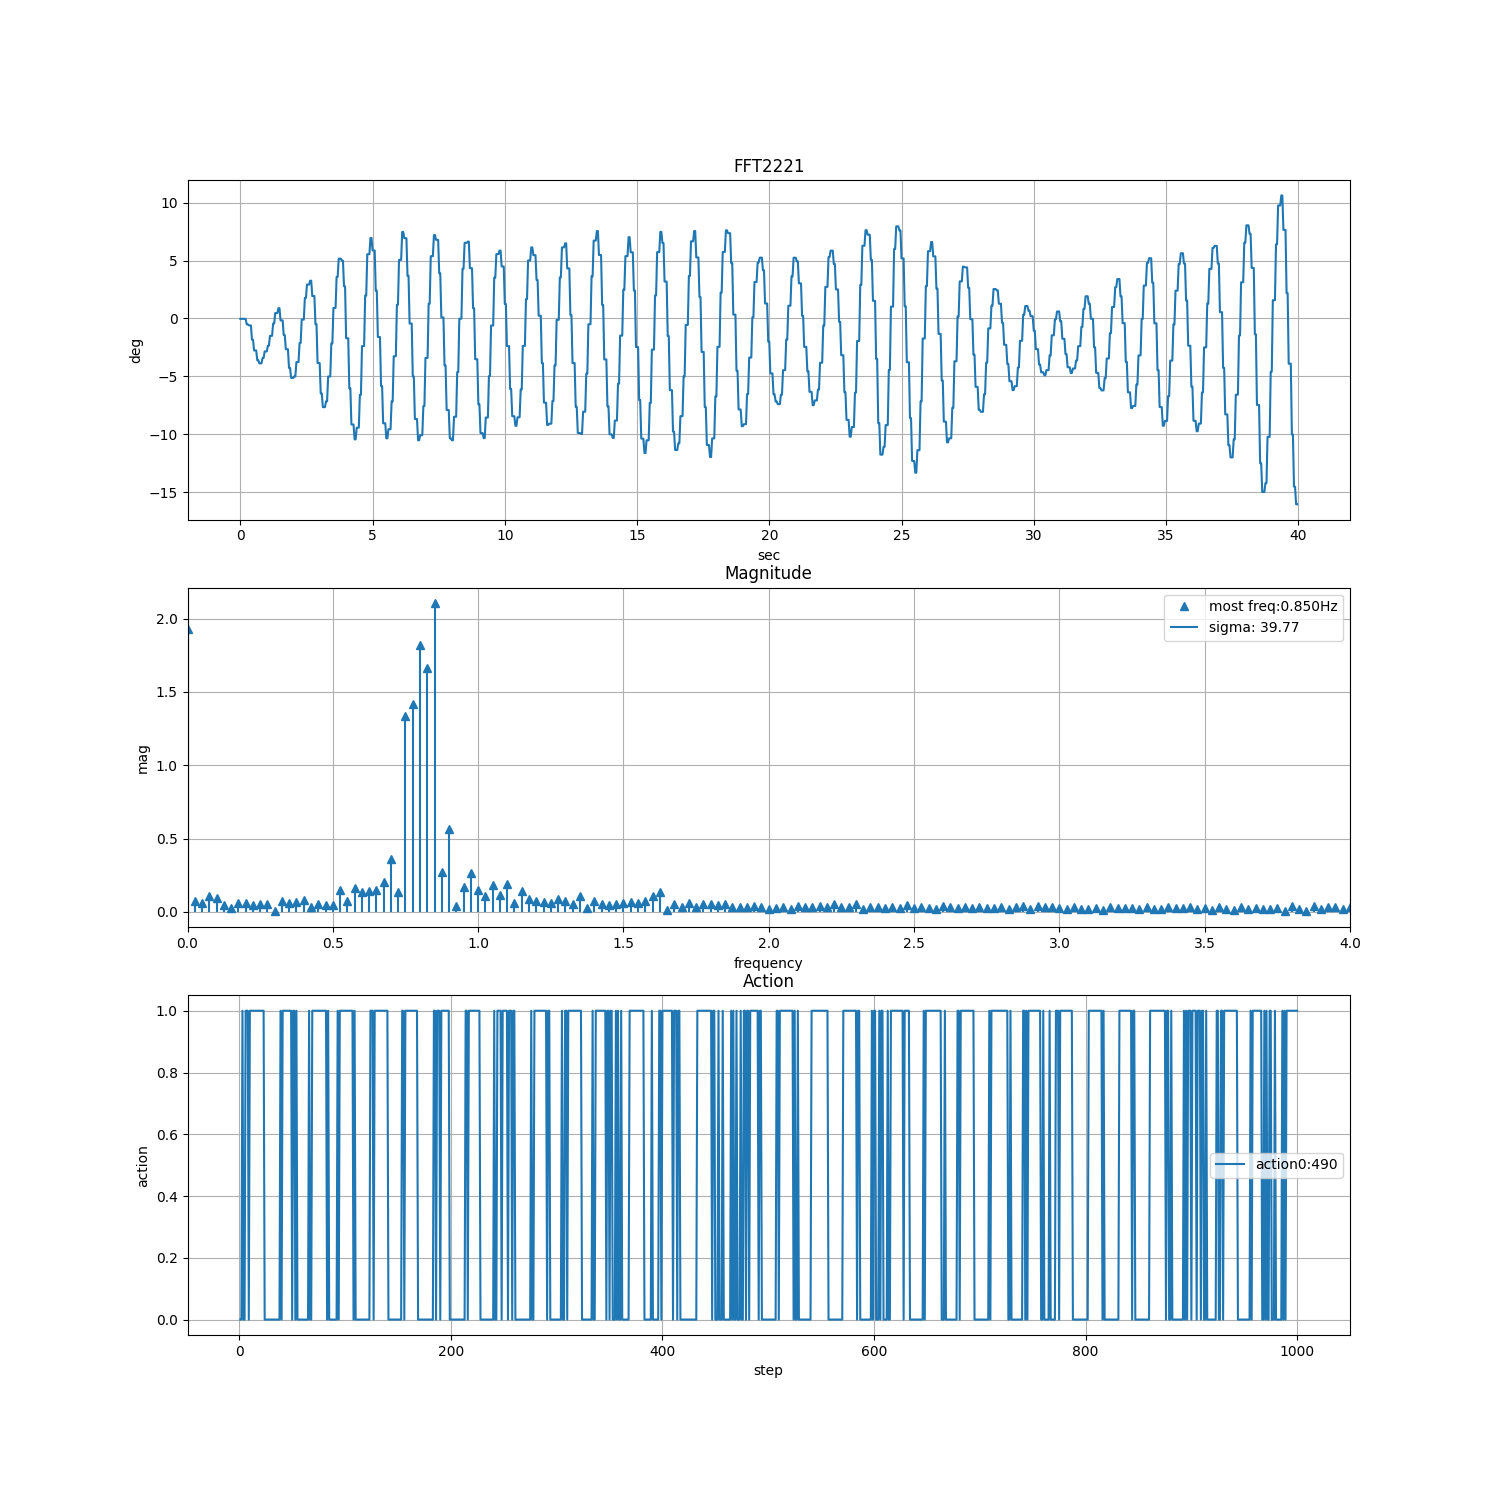 FFT2221
10
5
0
−5
−10
−15
deg
0 5 10 15 20 25 30 35 40
sec
Magnitude
most freq:0.850Hz
sigma: 39.77
2.0
1.5
1.0
0.5
0.0
mag
0.0 0.5 1.0 1.5 2.0 2.5 3.0 3.5 4.0
frequency
Action
1.0
0.8
0.6
0.4
0.2
0.0
action
action0:490
0 200 400 600 800 1000
step